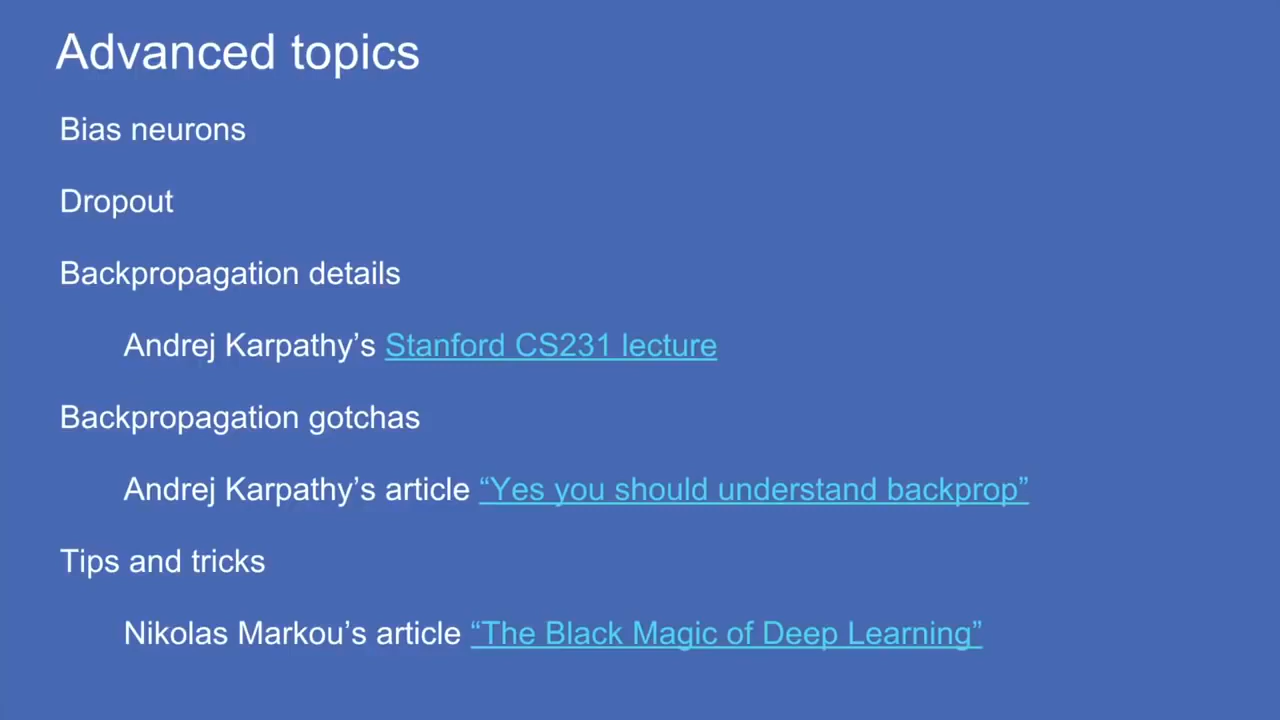 Advanced topics
Bias neurons
Dropout
Backpropagation details
Andrej Karpathy’s Stanford CS231 lecture
Backpropagation gotchas
Andrej Karpathy’s article “Yes you should understand backprop”
Tips and tricks
Nikolas Markou’s article “The Black Magic of Deep Learning”